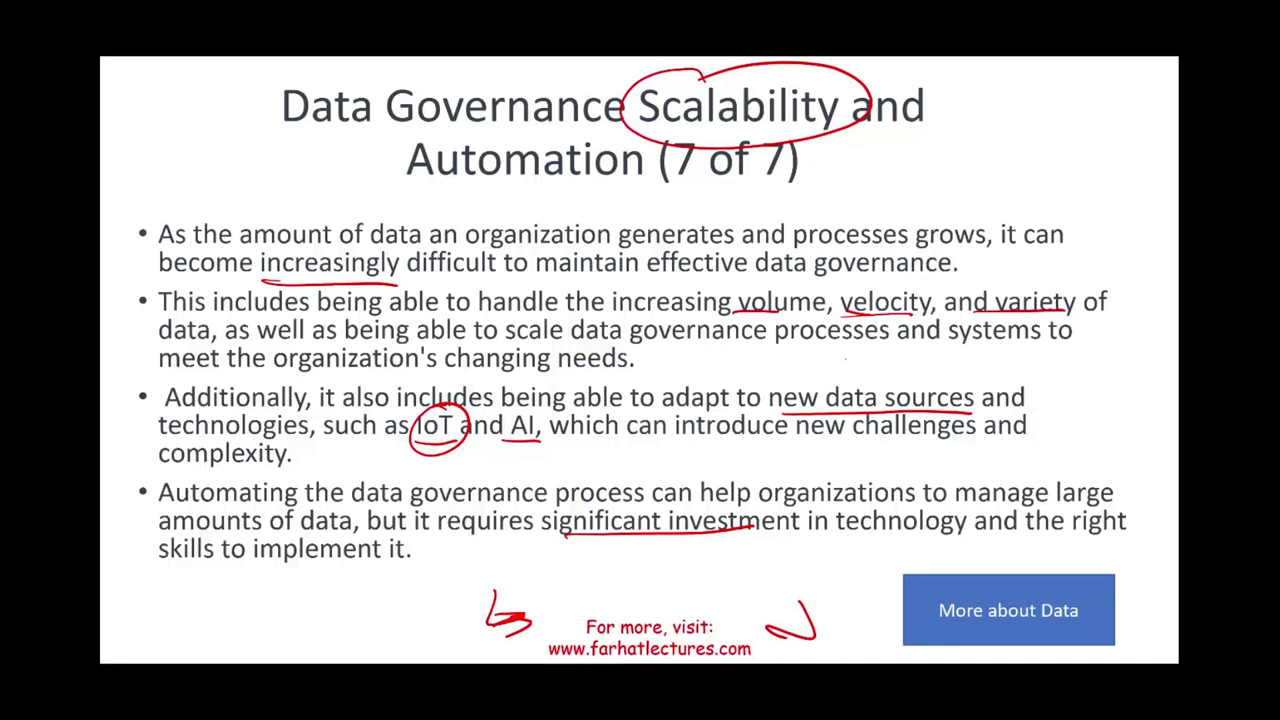 Data Governance Scalability and
Automation (7 of 7)
• As the amount of data an organization generates and processes grows, it can
become increasingly difficult to maintain effective data governance.
• This includes being able to handle the increasing volume, velocity, and variety of
data, as well as being able to scale data governance processes and systems to
meet the organization's changing needs.
• Additionally, it also includes being able to adapt to new data sources and
technologies, such as IoT and AI, which can introduce new challenges and
complexity.
• Automating the data governance process can help organizations to manage large
amounts of data, but it requires significant investment in technology and the right
skills to implement it.
More about Data
For more, visit:
www.farhatlectures.com